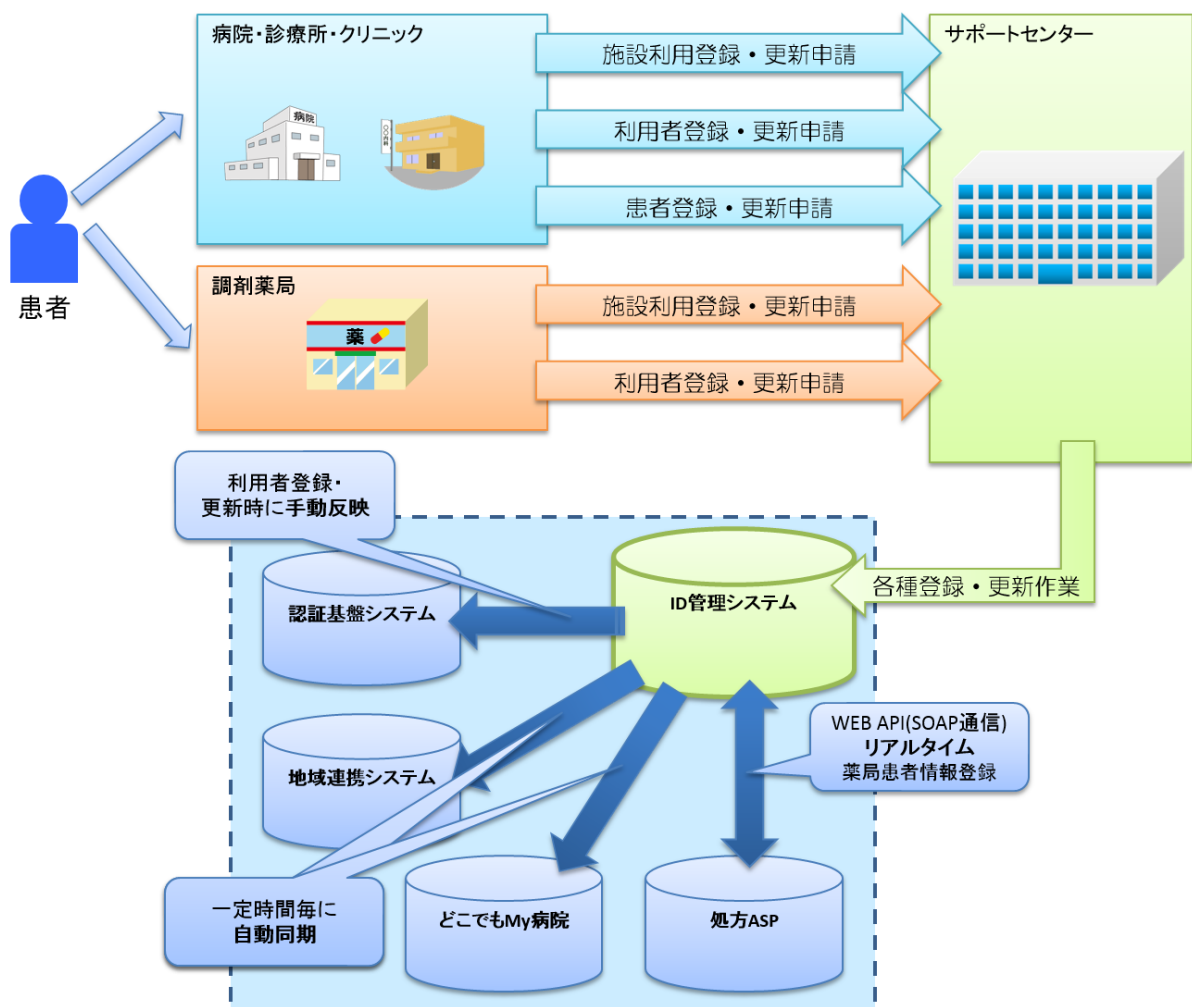 病院・診療所・クリニック
病院
〇〇内科
施設利用登録・更新申請
利用者登録・更新申請
患者登録・更新申請
サポートセンター
患者
調剤薬局
薬
施設利用登録・更新申請
利用者登録・更新申請
利用者登録・
更新時に手動反映
各種登録・更新作業
ID管理システム
認証基盤システム
地域連携システム
WEB API(SOAP通信)
リアルタイム
薬局患者情報登録
一定時間毎に
自動同期
どこでもMy病院
処方ASP